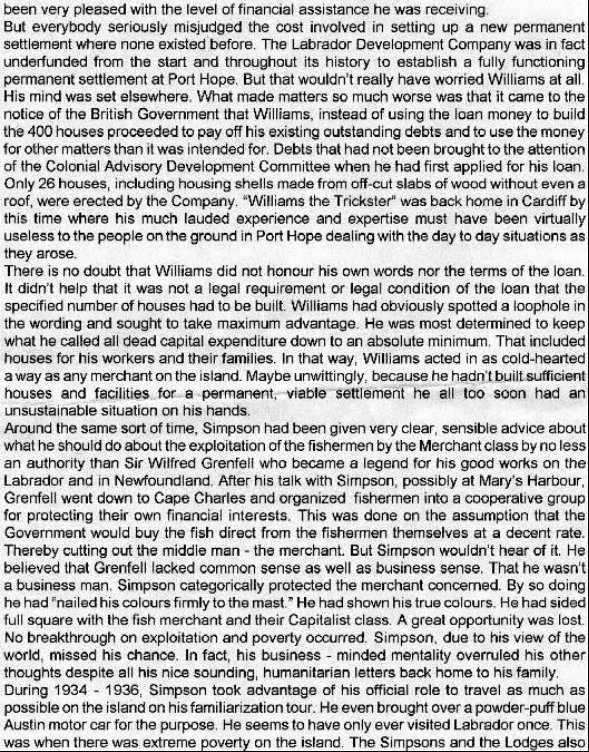 been very pleased with the level of financial assistance he was receiving.
But everybody seriously misjudged the cost involved in setting up a new permanent
settlement where none existed before. The Labrador Development Company was in fact
underfunded from the start and throughout its history to establish a fully functioning
permanent settlement at Port Hope. But that wouldn't really have worried Williams at all.
His mind was set elsewhere. What made matters so much worse was that it came to the
notice of the British Government that Williams, instead of using the loan money to build
the 400 houses proceeded to pay off his existing outstanding debts and to use the money
for other matters than it was intended for. Debts that had not been brought to the attention
of the Colonial Advisory Development Committee when he had first applied for his loan.
Only 26 houses, including housing shells made from off-cut slabs of wood without even a
roof, were erected by the Company. "Williams the Trickster" was back home in Cardiff by
this time where his much lauded experience and expertise must have been virtually
useless to the people on the ground in Port Hope dealing with the day to day situations as
they arose.
There is no doubt that Williams did not honour his own words nor the terms of the loan.
It didn't help that it was not a legal requirement or legal condition of the loan that the
specified number of houses had to be built. Williams had obviously spotted a loophole in
the wording and sought to take maximum advantage. He was most determined to keep
what he called all dead capital expenditure down to an absolute minimum. That included
houses for his workers and their families. In that way, Williams acted in as cold-hearted
a way as any merchant on the island. Maybe unwittingly, because he hadn't built sufficient
houses and facilities for a permanent, viable settlement he all too soon had an
unsustainable situation on his hands.
Around the same sort of time, Simpson had been given very clear, sensible advice about
what he should do about the exploitation of the fishermen by the Merchant class by no less
an authority than Sir Wilfred Grenfell who became a legend for his good works on the
Labrador and in Newfoundland. After his talk with Simpson, possibly at Mary's Harbour,
Grenfell went down to Cape Charles and organized fishermen into a cooperative group
for protecting their own financial interests. This was done on the assumption that the
Government would buy the fish direct from the fishermen themselves at a decent rate.
Thereby cutting out the middle man - the merchant. But Simpson wouldn't hear of it. He
believed that Grenfell lacked common sense as well as business sense. That he wasn't
a business man. Simpson categorically protected the merchant concerned. By so doing
he had "nailed his colours firmly to the mast." He had shown his true colours. He had sided
full square with the fish merchant and their Capitalist class. A great opportunity was lost.
No breakthrough on exploitation and poverty occurred. Simpson, due to his view of the
world, missed his chance. In fact, his business - minded mentality overruled his other
thoughts despite all his nice sounding, humanitarian letters back home to his family.
During 1934 - 1936, Simpson took advantage of his official role to travel as much as
possible on the island on his familiarization tour. He even brought over a powder-puff blue
Austin motor car for the purpose. He seems to have only ever visited Labrador once. This
was when there was extreme poverty on the island. The Simpsons and the Lodges also